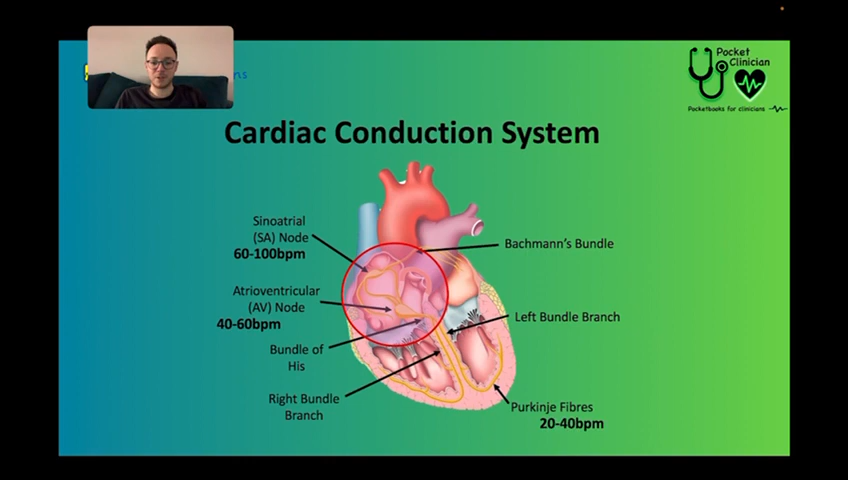 Pocket
Clinician
Pocketbooks for clinicians
Cardiac Conduction System
Sinoatrial
(SA) Node
60-100bpm
Bachmann's Bundle
Atrioventricular
(AV) Node
40-60bpm
Left Bundle Branch
Bundle of
His
Right Bundle
Branch
Purkinje Fibres
20-40bpm